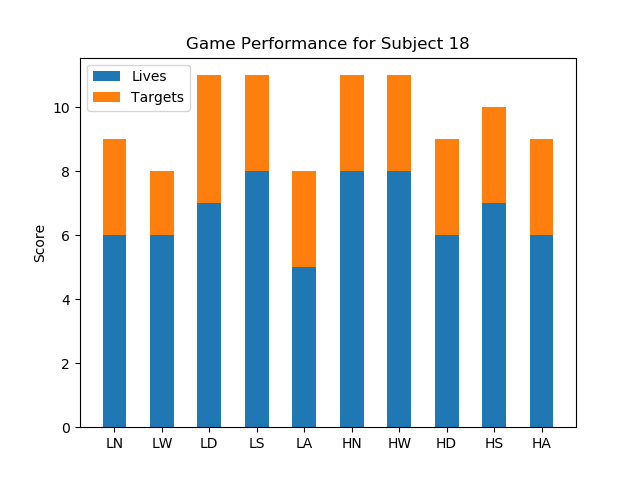 Game Performance for Subject 18
Lives
Targets
Score
10
8
6
4
2
0
LN LW LD LS LA HN HW HD HS HA